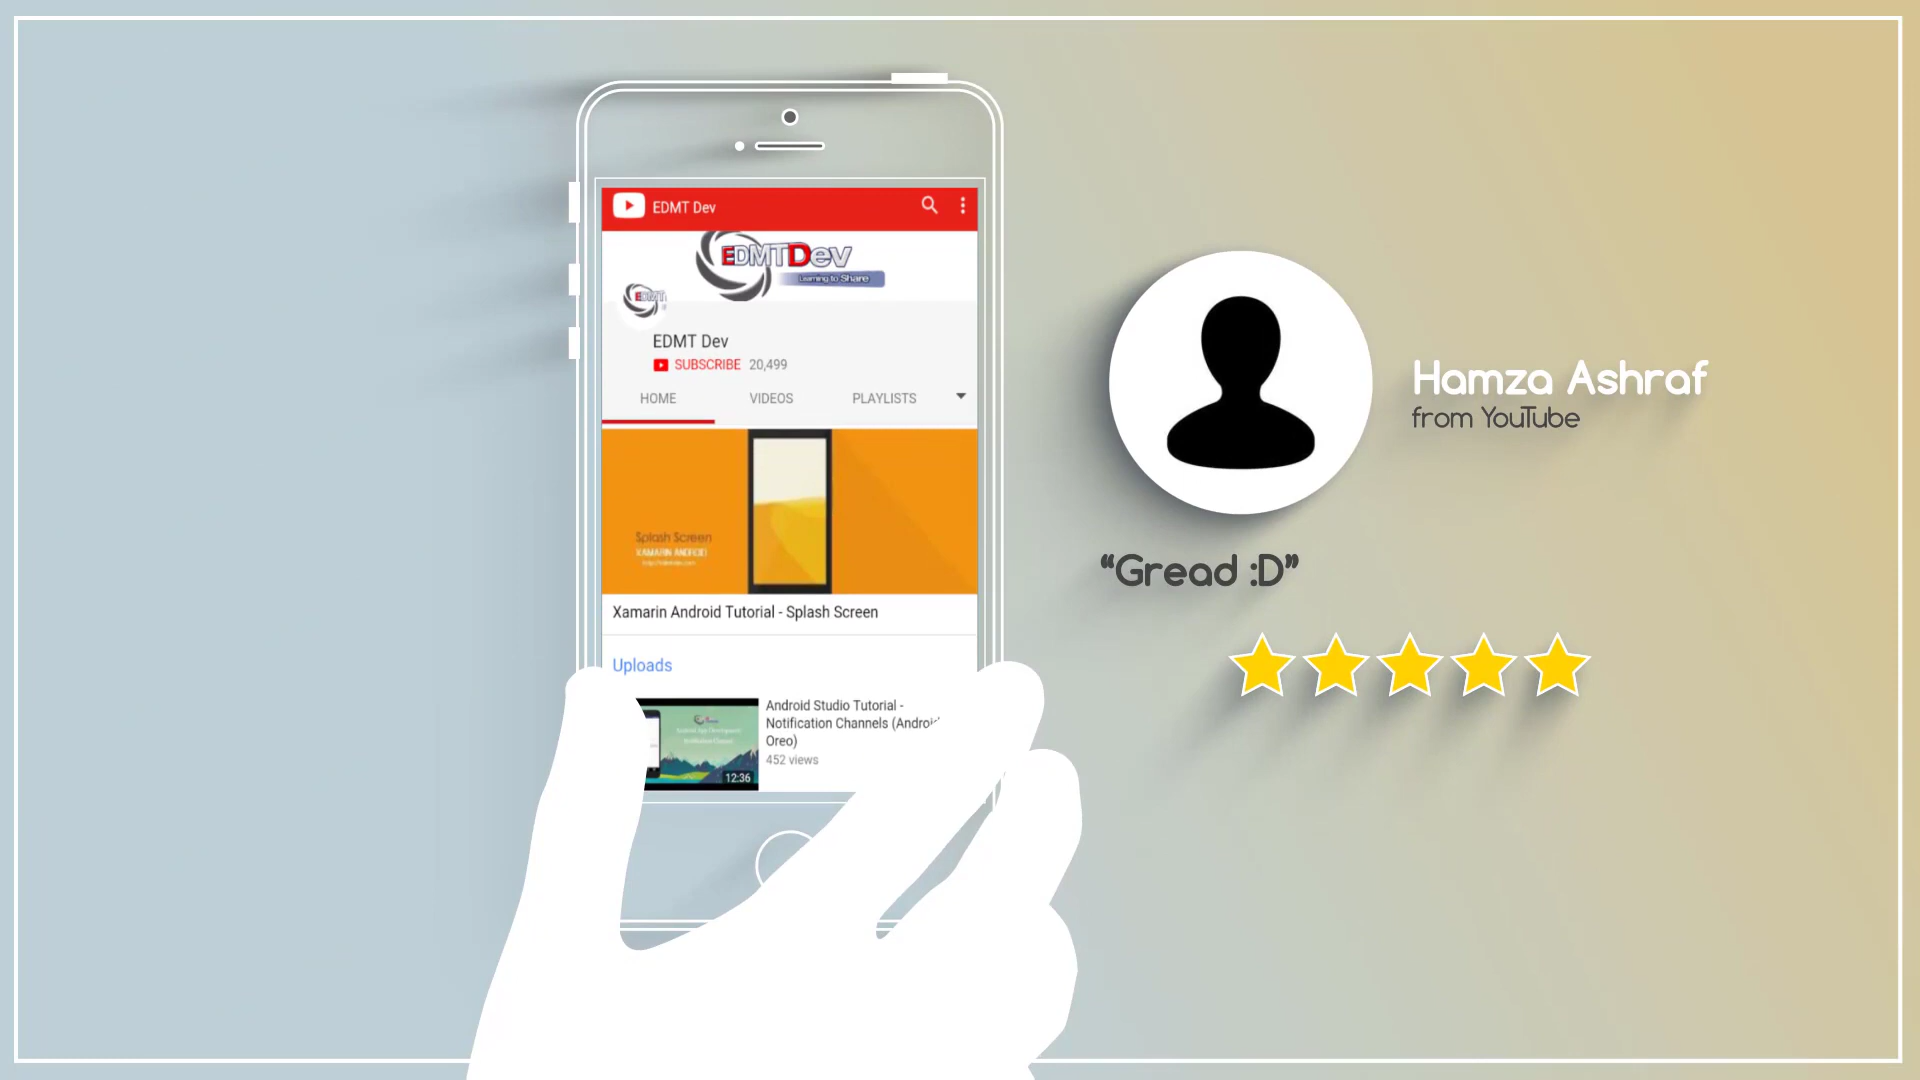 EDMT Dev
EDMTDev
Learning to Share
EDMT
EDMT Dev
SUBSCRIBE 20,499
HOME VIDEOS PLAYLISTS
Splash Screen
XAMARIN ANDROID
Xamarin Android Tutorial - Splash Screen
Uploads
Android Studio Tutorial -
Notification Channels (Android
Oreo)
452 views
12:36
Hamza Ashraf
from YouTube
“Gread :D”